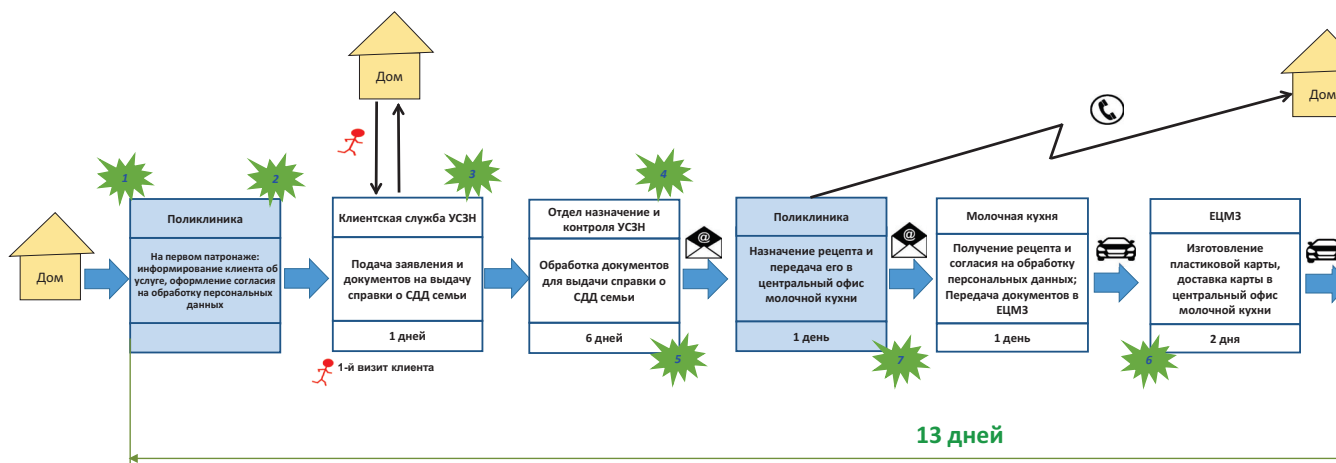 Дом
Дом
Дом
1
2
3
4
Поликлиника
На первом патронаже:
информирование клиента об
услуге, оформление согласия
на обработку персональных
данных
Клиентская служба УСЗН
Подача заявления и
документов на выдачу
справки о СДД семьи
1 дней
1-й визит клиента
Отдел назначение и
контроля УСЗН
Обработка документов
для выдачи справки о
СДД семьи
6 дней
5
@
Поликлиника
Назначение рецепта и
передача его в
центральный офис
молочной кухни
1 день
7
@
Молочная кухня
Получение рецепта и
согласия на обработку
персональных данных;
Передача документов в
ЕЦМЗ
1 день
6
ЕЦМЗ
Изготовление
пластиковой карты,
доставка карты в
центральный офис
молочной кухни
2 дня
13 дней